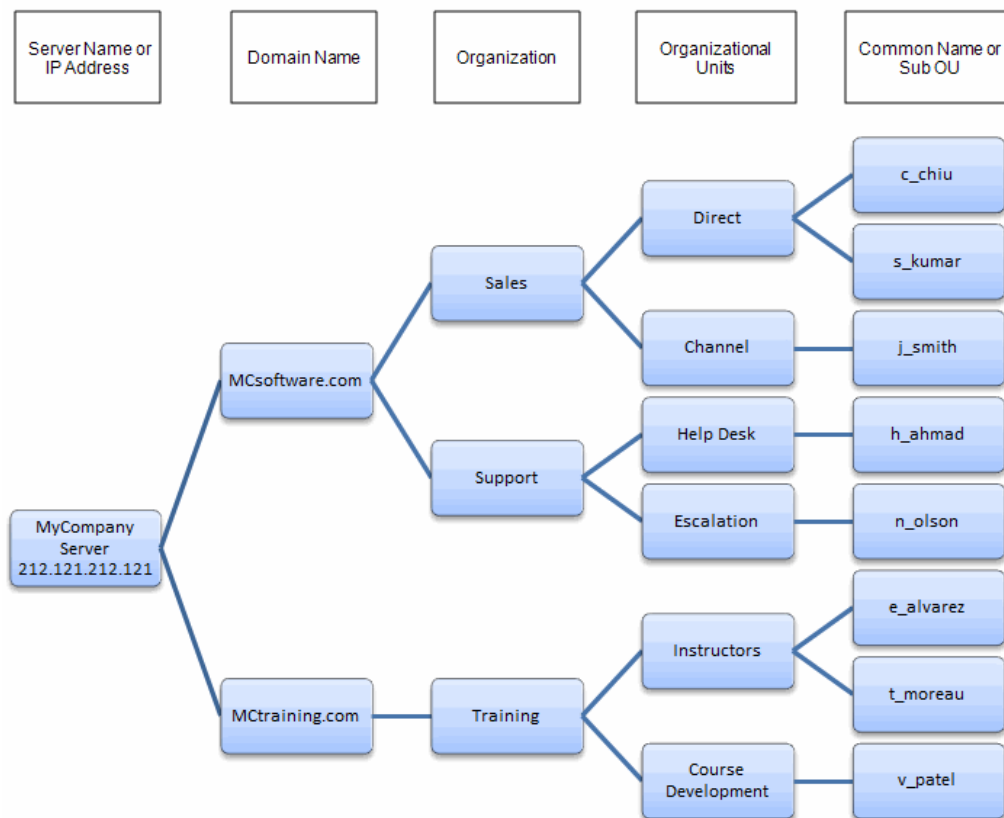 Server Name or
IP Address
Domain Name
Organization
Organizational
Units
Common Name or
Sub OU
c_chiu
Direct
s_kumar
Sales
Channel
j_smith
MCsoftware.com
Help Desk
h_ahmad
Support
Escalation
n_olson
MyCompany
Server
212.121.212.121
e_alvarez
Instructors
t_moreau
MCtraining.com
Training
Course
Development
v_patel